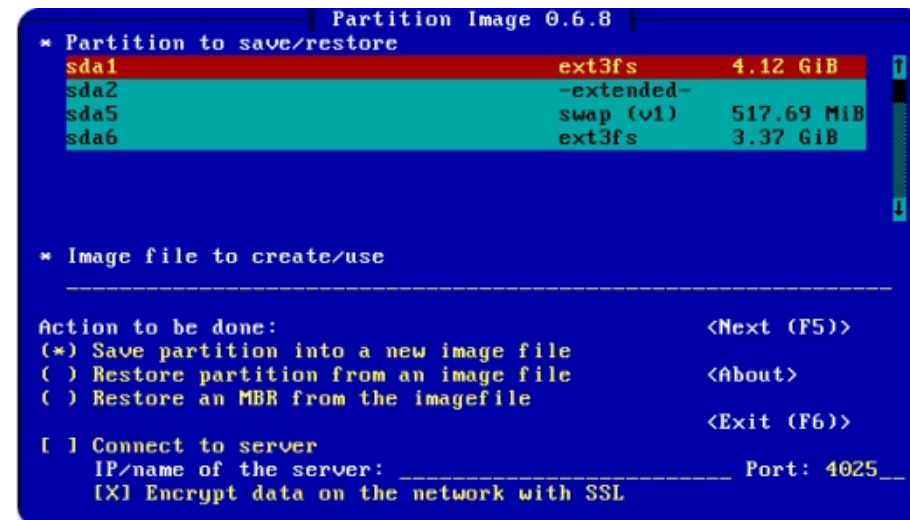 Partition Image 0.6.8
* Partition to save/restore
sda1 ext3fs 4.12 GiB
sda2 -extended-
sda5 swap (v1) 517.69 MiB
sda6 ext3fs 3.37 GiB
* Image file to create/use
Action to be done: <Next (F5)>
(*) Save partition into a new image file
( ) Restore partition from an image file <About>
( ) Restore an MBR from the imagefile
<Exit (F6)>
[ ] Connect to server
IP/name of the server: _________________________ Port: 4025__
[X] Encrypt data on the network with SSL